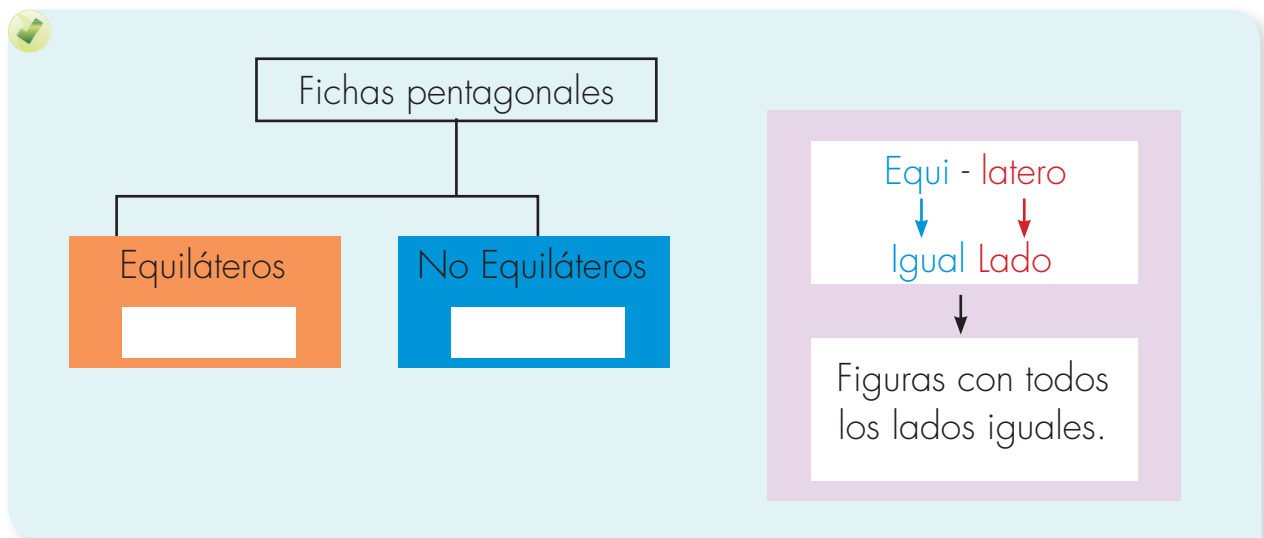 Fichas pentagonales
Equiláteros
No Equiláteros
Equi - latero
Igual Lado
Figuras con todos
los lados iguales.